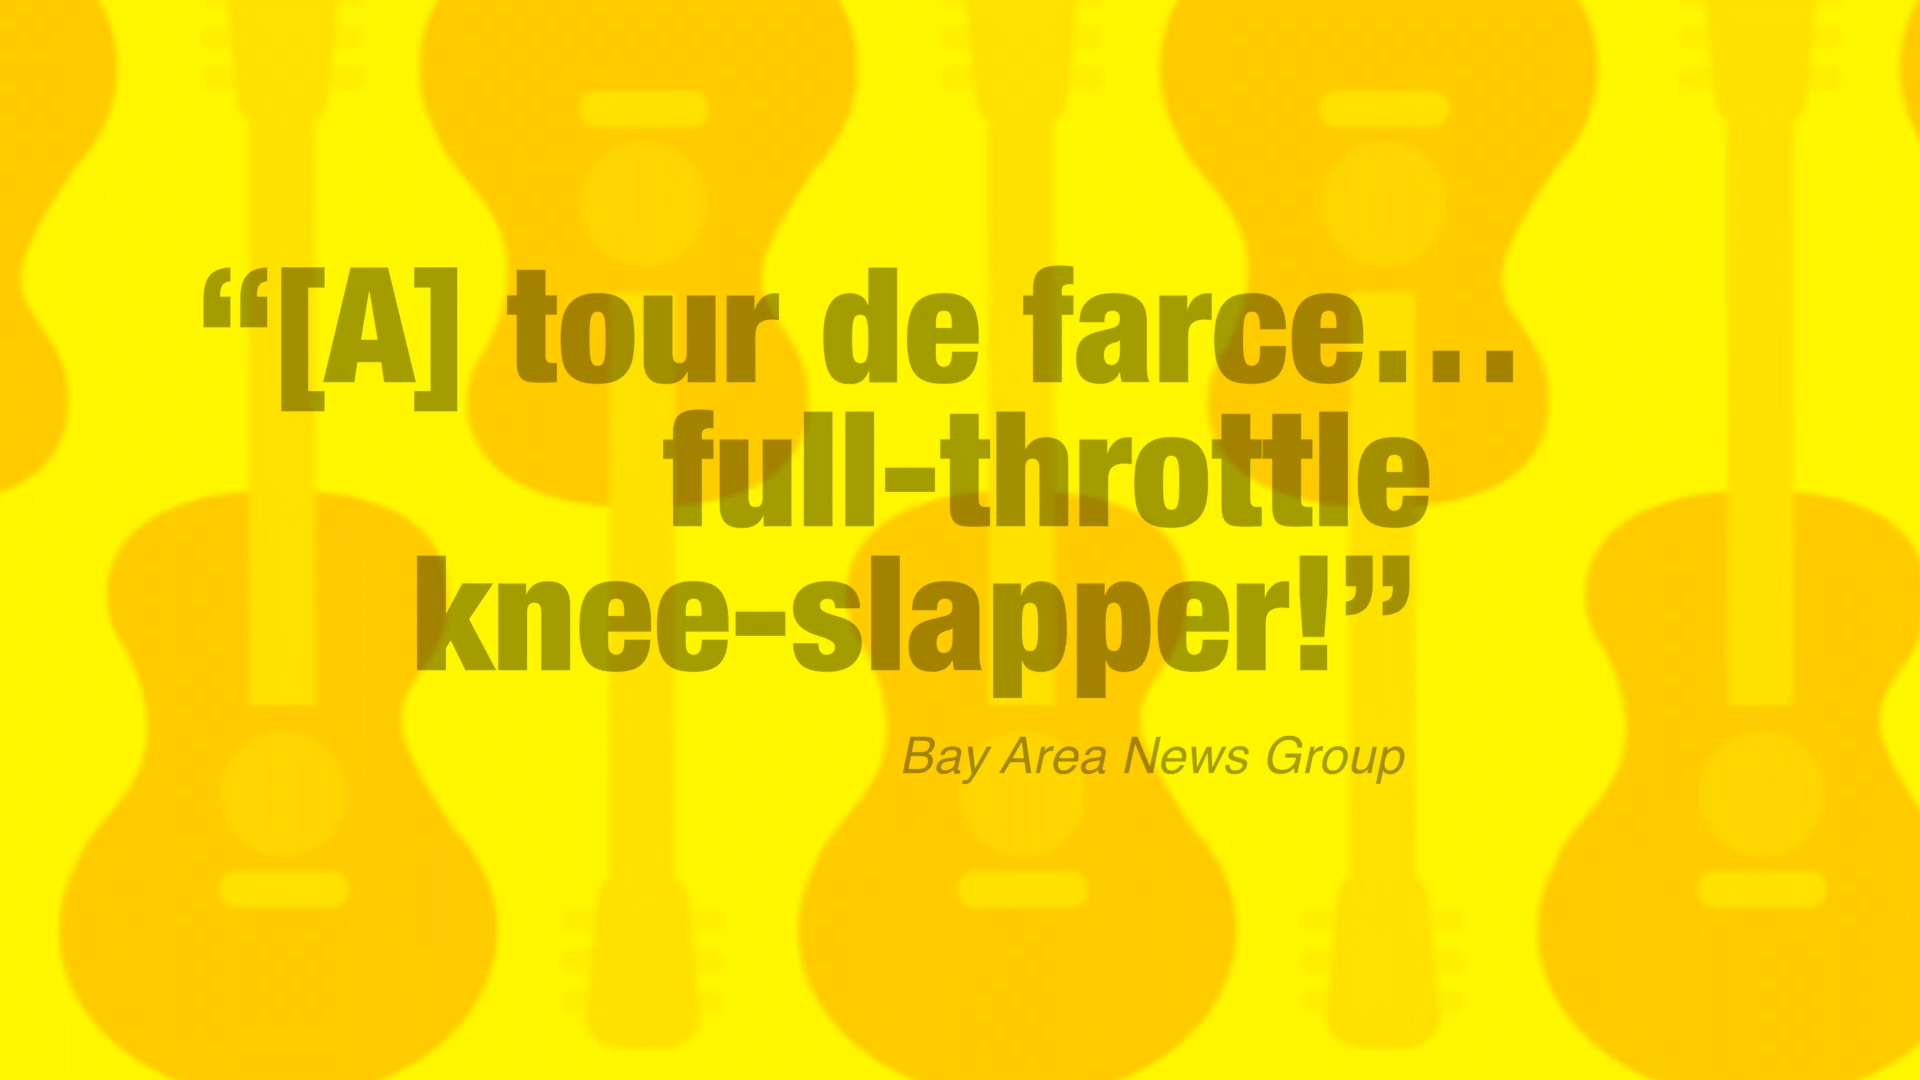 “[A] tour de farce...
full-throttle
knee-slapper!”
Bay Area News Group